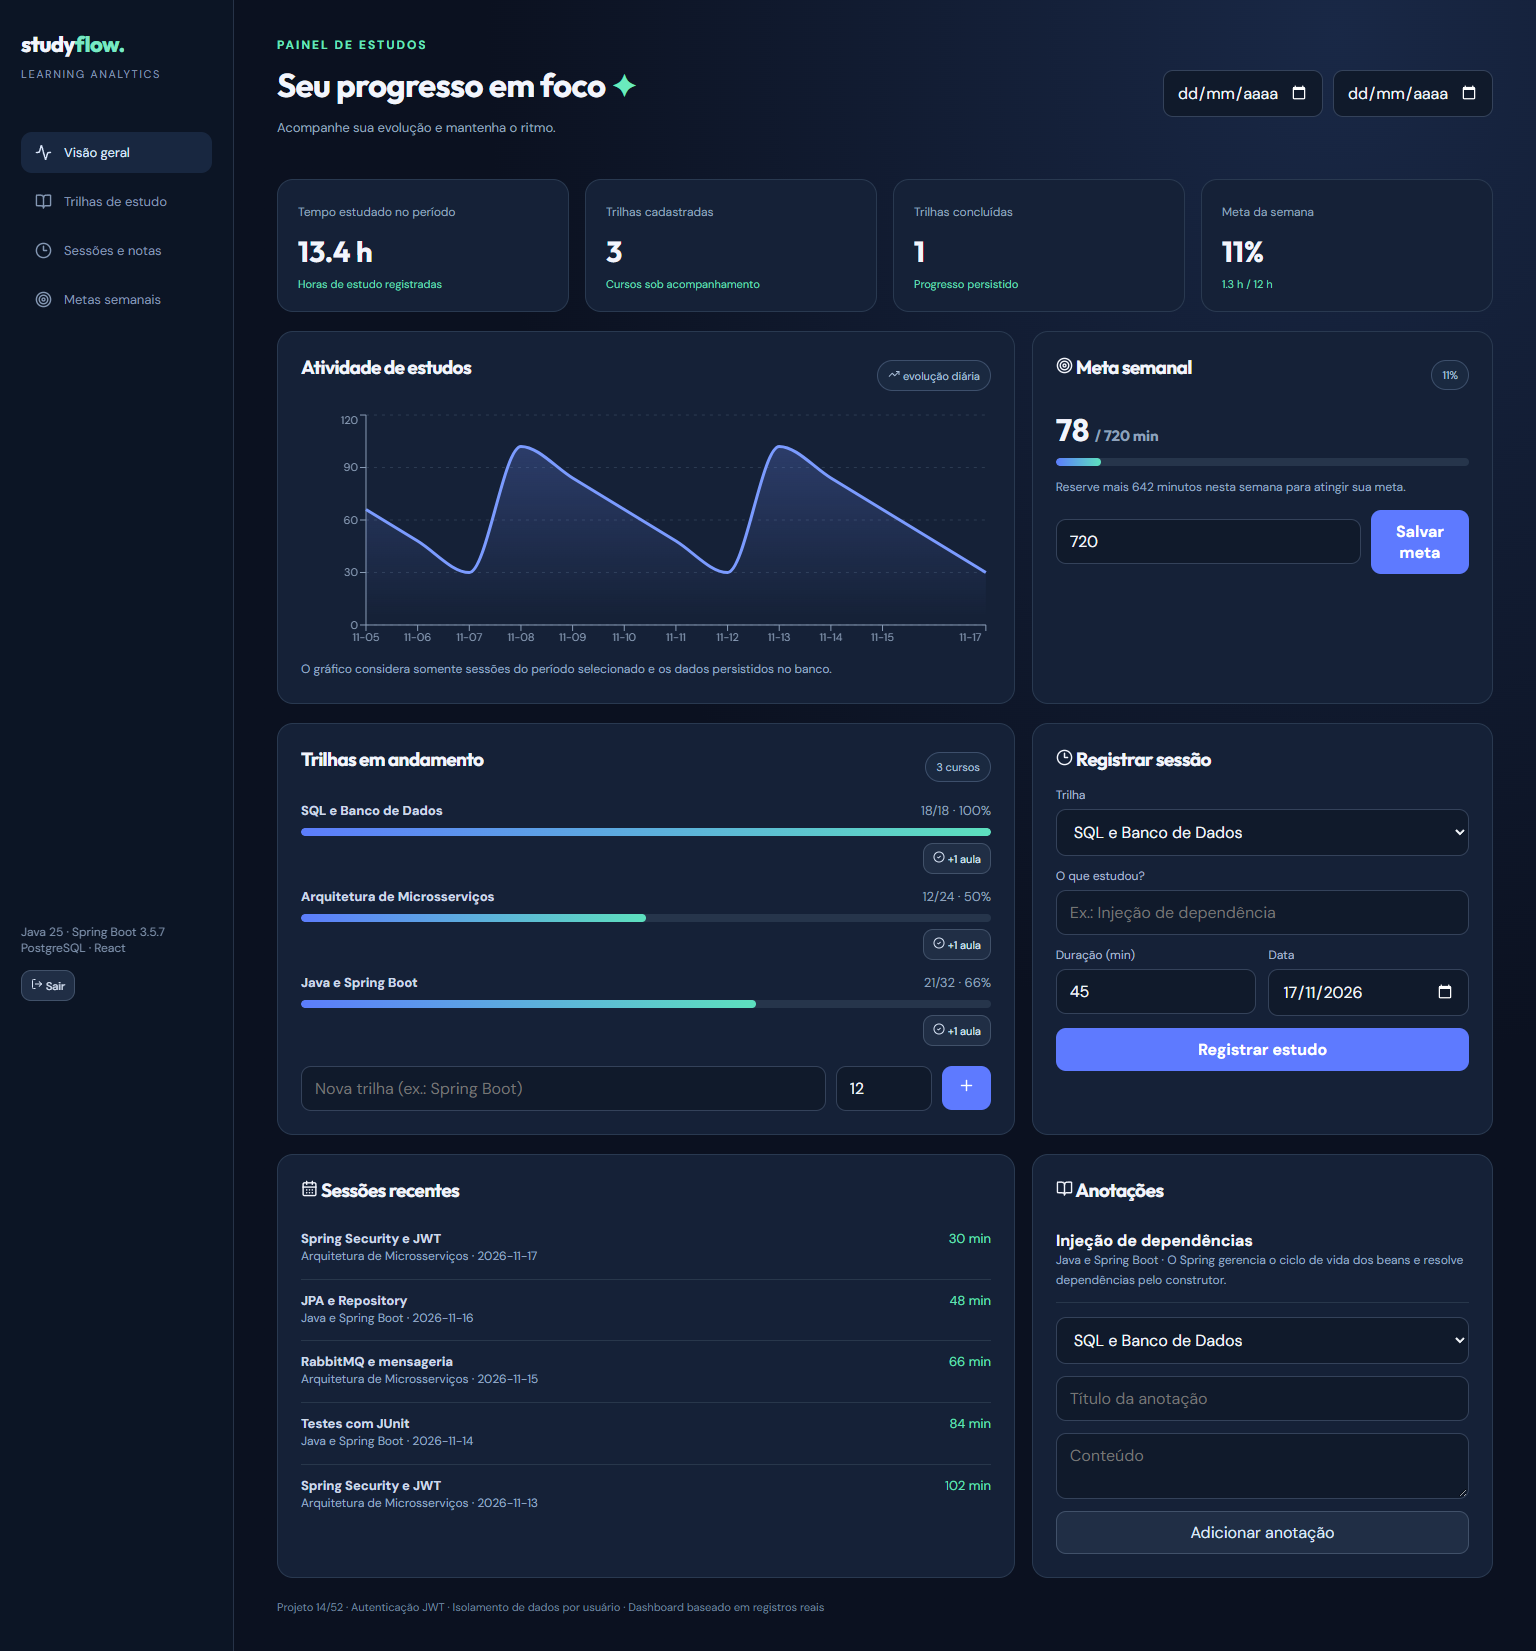 studyflow.
LEARNING ANALYTICS
Visão geral
Trilhas de estudo
Sessões e notas
Metas semanais
Java 25 · Spring Boot 3.5.7
PostgreSQL · React
Sair
PAINEL DE ESTUDOS
Seu progresso em foco ✦
Acompanhe sua evolução e mantenha o ritmo.
dd/mm/aaaa
dd/mm/aaaa
Tempo estudado no período
13.4 h
Horas de estudo registradas
Trilhas cadastradas
3
Cursos sob acompanhamento
Trilhas concluídas
1
Progresso persistido
Meta da semana
11%
1.3 h / 12 h
Atividade de estudos
evolução diária
120
90
60
30
0
11-05 11-06 11-07 11-08 11-09 11-10 11-11 11-12 11-13 11-14 11-15 11-17
O gráfico considera somente sessões do período selecionado e os dados persistidos no banco.
Meta semanal
11%
78 / 720 min
Reserve mais 642 minutos nesta semana para atingir sua meta.
720
Salvar
meta
Trilhas em andamento
3 cursos
SQL e Banco de Dados
18/18 · 100%
+1 aula
Arquitetura de Microsserviços
12/24 · 50%
+1 aula
Java e Spring Boot
21/32 · 66%
+1 aula
Nova trilha (ex.: Spring Boot)
12
+
Registrar sessão
Trilha
SQL e Banco de Dados
O que estudou?
Ex.: Injeção de dependência
Duração (min)
Data
45
17/11/2026
Registrar estudo
Sessões recentes
Spring Security e JWT
30 min
Arquitetura de Microsserviços · 2026-11-17
JPA e Repository
48 min
Java e Spring Boot · 2026-11-16
RabbitMQ e mensageria
66 min
Arquitetura de Microsserviços · 2026-11-15
Testes com JUnit
84 min
Java e Spring Boot · 2026-11-14
Spring Security e JWT
102 min
Arquitetura de Microsserviços · 2026-11-13
Anotações
Injeção de dependências
Java e Spring Boot · O Spring gerencia o ciclo de vida dos beans e resolve
dependências pelo construtor.
SQL e Banco de Dados
Título da anotação
Conteúdo
Adicionar anotação
Projeto 14/52 · Autenticação JWT · Isolamento de dados por usuário · Dashboard baseado em registros reais